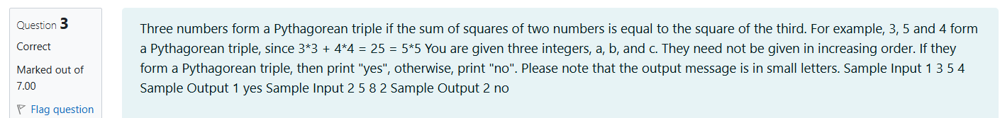 Question 3
Correct
Marked out of
7.00
Flag question
Three numbers form a Pythagorean triple if the sum of squares of two numbers is equal to the square of the third. For example, 3, 5 and 4 form
a Pythagorean triple, since 3*3 + 4*4 = 25 = 5*5 You are given three integers, a, b, and c. They need not be given in increasing order. If they
form a Pythagorean triple, then print "yes", otherwise, print "no". Please note that the output message is in small letters. Sample Input 1 3 5 4
Sample Output 1 yes Sample Input 2 5 8 2 Sample Output 2 no